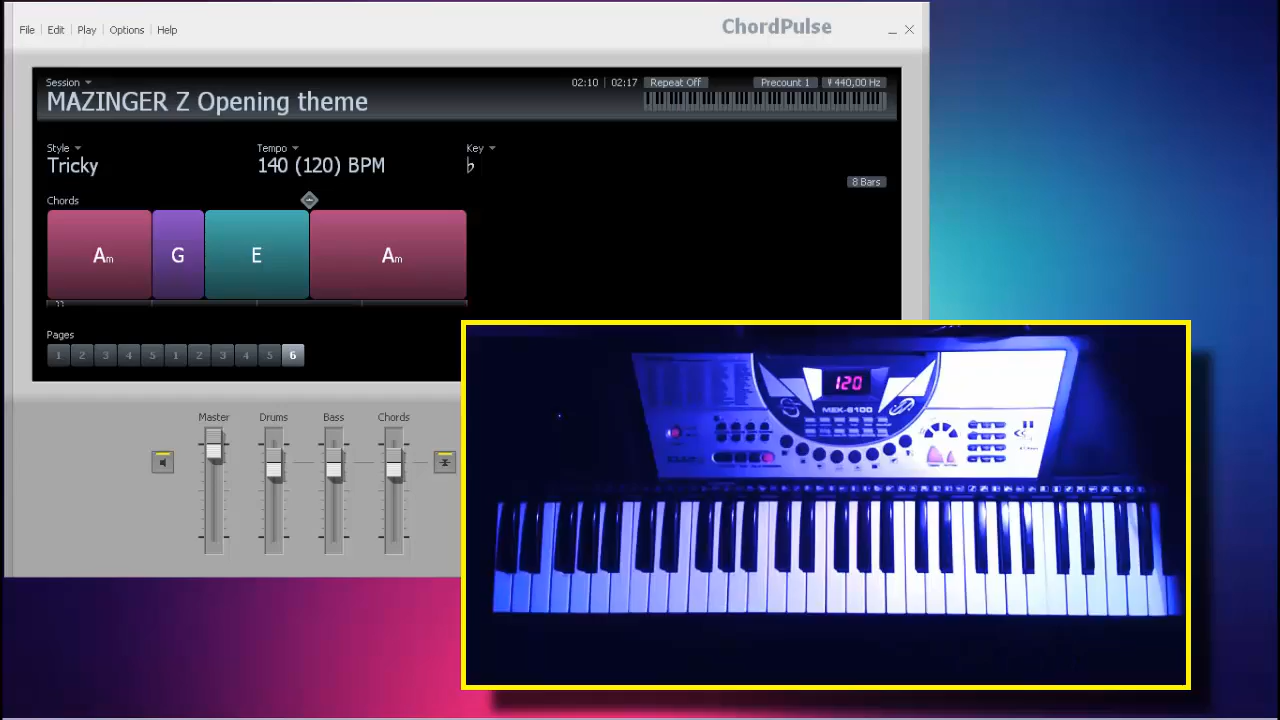 ChordPulse
File Edit Play Options Help
Session
02:10 02:17 Repeat Off Precount 1 440,00 Hz
MAZINGER Z Opening theme
Style Tempo Key
Tricky 140 (120) BPM ♭
8 Bars
Chords
Am G E Am
Pages
1 2 3 4 5 1 2 3 4 5 6
Master Drums Bass Chords
120
MEK-6100